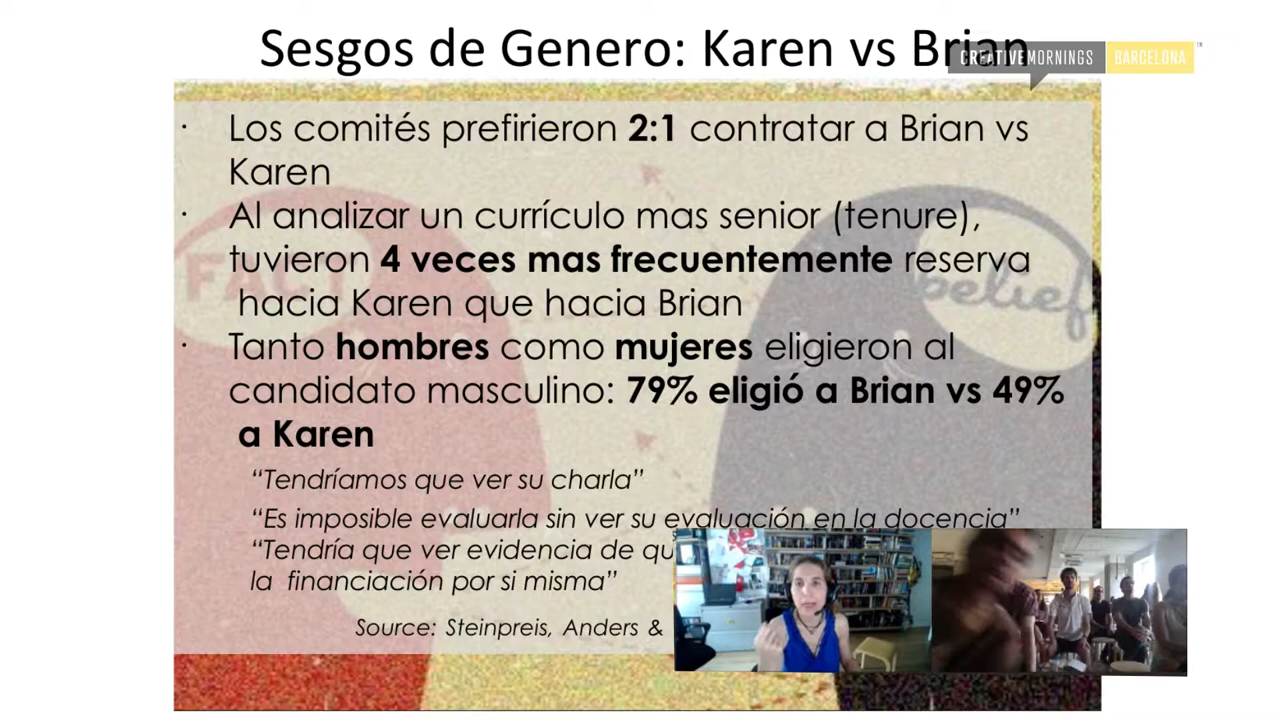 Sesgos de Genero: Karen vs Brian
CREATIVEMORNINGS BARCELONA ™
· Los comités prefirieron 2:1 contratar a Brian vs
Karen
· Al analizar un currículo mas senior (tenure),
tuvieron 4 veces mas frecuentemente reserva
hacia Karen que hacia Brian
· Tanto hombres como mujeres eligieron al
candidato masculino: 79% eligió a Brian vs 49%
a Karen
“Tendríamos que ver su charla”
“Es imposible evaluarla sin ver su evaluación en la docencia”
“Tendría que ver evidencia de
la financiación por si misma”
Source: Steinpreis, Anders &
FACT
belief